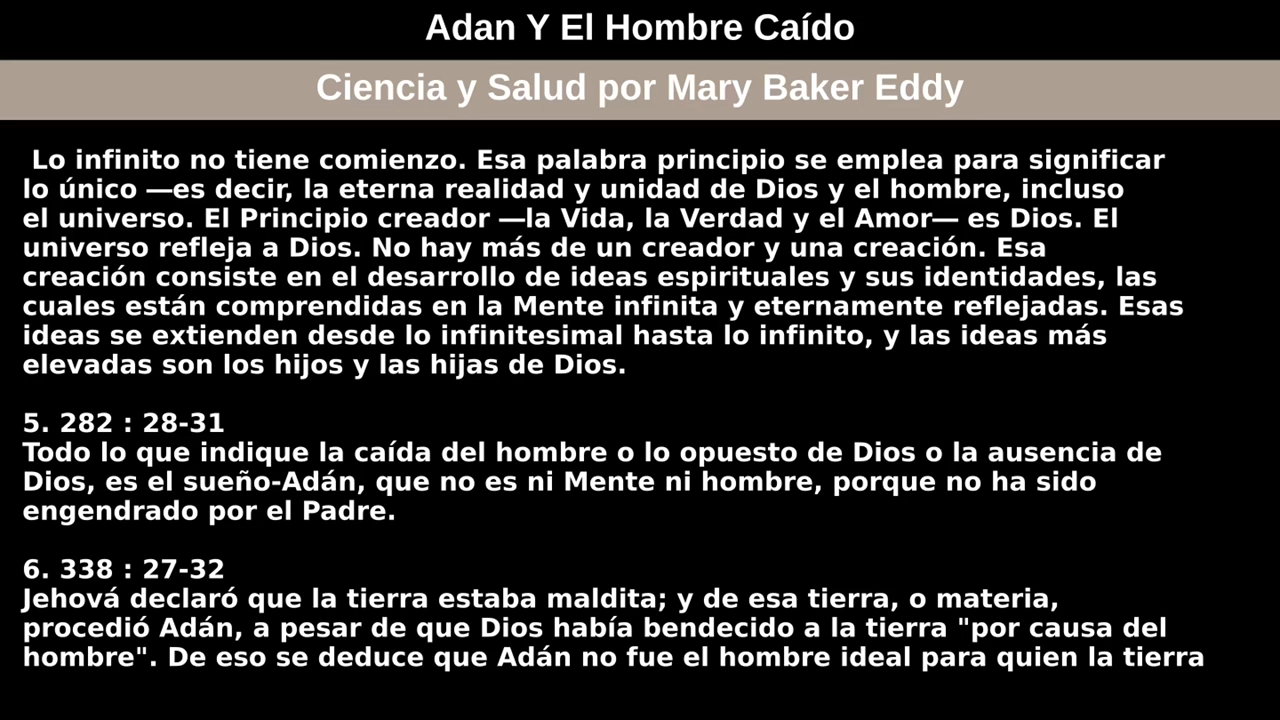 Adan Y El Hombre Caído
Ciencia y Salud por Mary Baker Eddy
Lo infinito no tiene comienzo. Esa palabra principio se emplea para significar
lo único —es decir, la eterna realidad y unidad de Dios y el hombre, incluso
el universo. El Principio creador —la Vida, la Verdad y el Amor— es Dios. El
universo refleja a Dios. No hay más de un creador y una creación. Esa
creación consiste en el desarrollo de ideas espirituales y sus identidades, las
cuales están comprendidas en la Mente infinita y eternamente reflejadas. Esas
ideas se extienden desde lo infinitesimal hasta lo infinito, y las ideas más
elevadas son los hijos y las hijas de Dios.
5. 282 : 28-31
Todo lo que indique la caída del hombre o lo opuesto de Dios o la ausencia de
Dios, es el sueño-Adán, que no es ni Mente ni hombre, porque no ha sido
engendrado por el Padre.
6. 338 : 27-32
Jehová declaró que la tierra estaba maldita; y de esa tierra, o materia,
procedió Adán, a pesar de que Dios había bendecido a la tierra "por causa del
hombre". De eso se deduce que Adán no fue el hombre ideal para quien la tierra